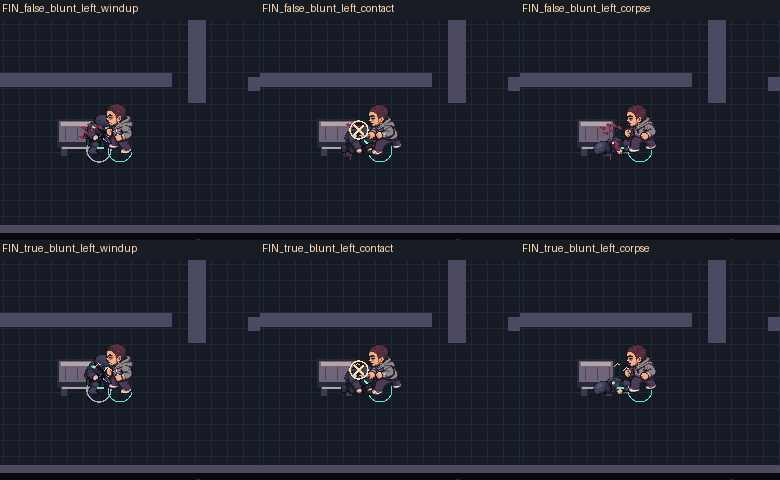 FIN_false_blunt_left_windup
FIN_false_blunt_left_contact
FIN_false_blunt_left_corpse
FIN_true_blunt_left_windup
FIN_true_blunt_left_contact
FIN_true_blunt_left_corpse